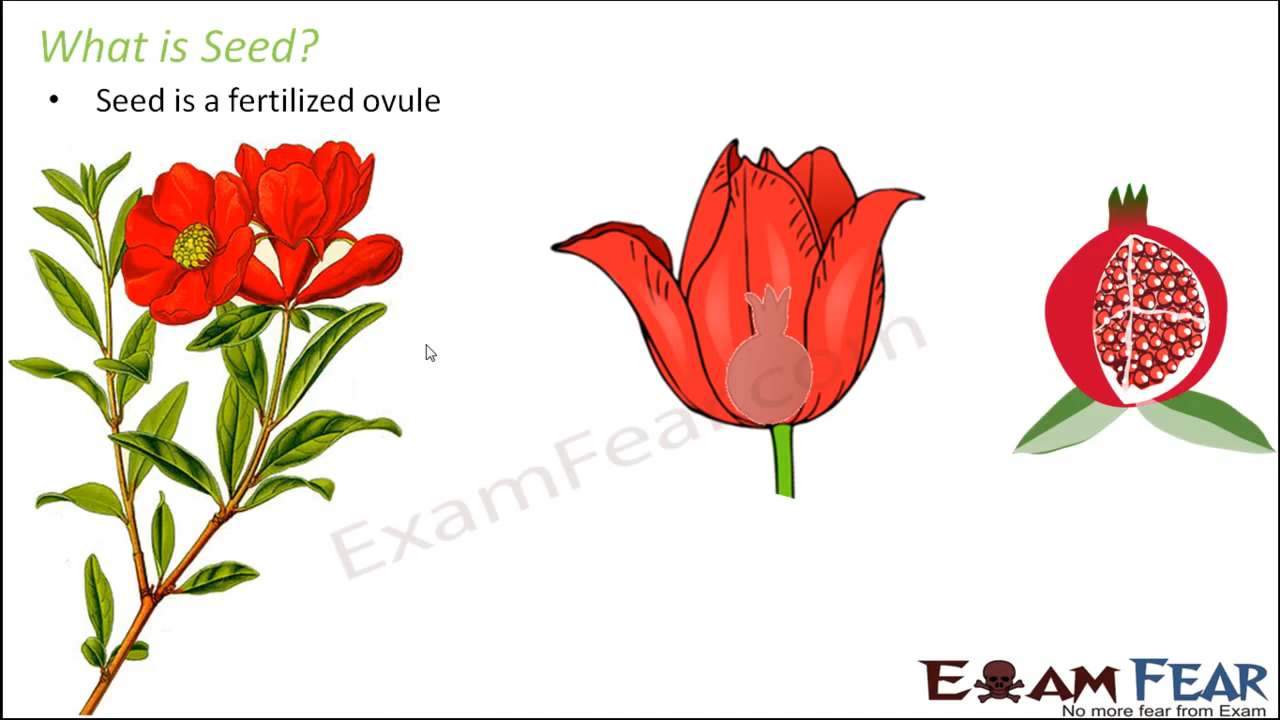 What is Seed?
• Seed is a fertilized ovule
ExamFear.com
EXAM FEAR
No more fear from Exam